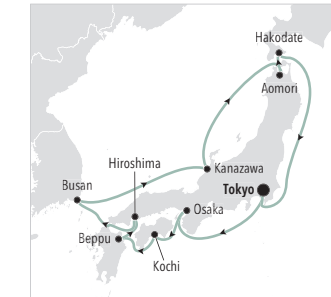 Hakodate
Aomori
Hiroshima
Kanazawa
Busan
Tokyo
Osaka
Beppu
Kochi